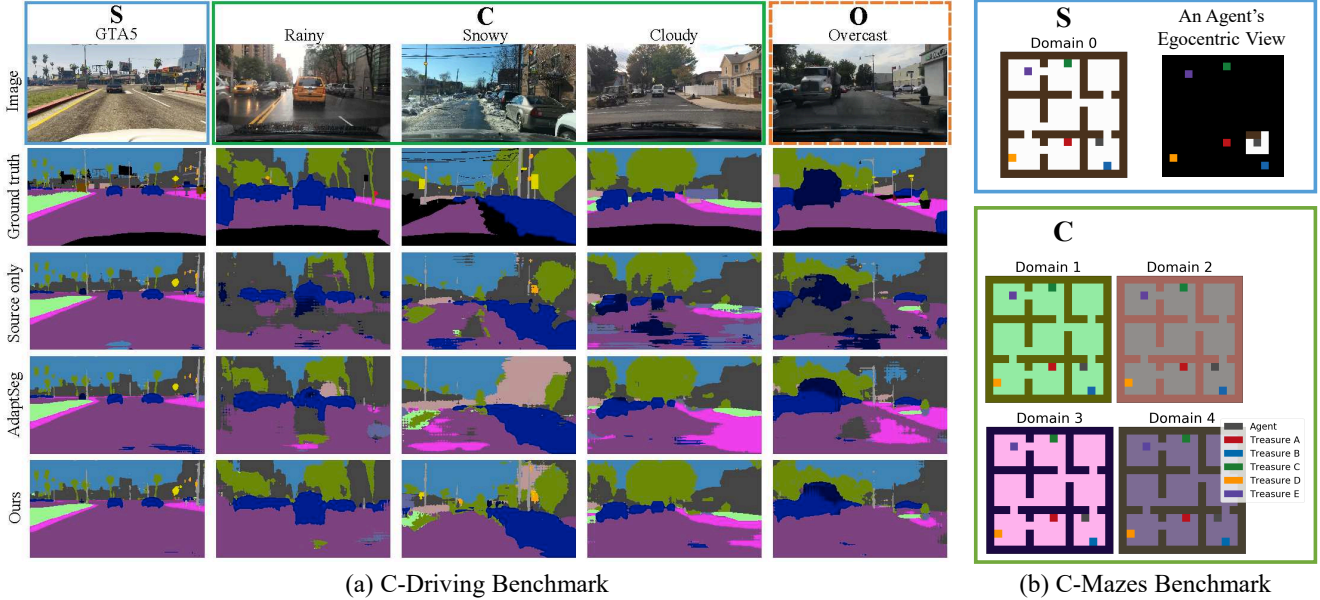 S
C
O
GTA5
Rainy
Snowy
Cloudy
Overcast
Image
Ground truth
Source only
AdaptSeg
Ours
(a) C-Driving Benchmark
S
An Agent's
Egocentric View
Domain 0
C
Domain 1
Domain 2
Domain 3
Domain 4
Agent
Treasure A
Treasure B
Treasure C
Treasure D
Treasure E
(b) C-Mazes Benchmark